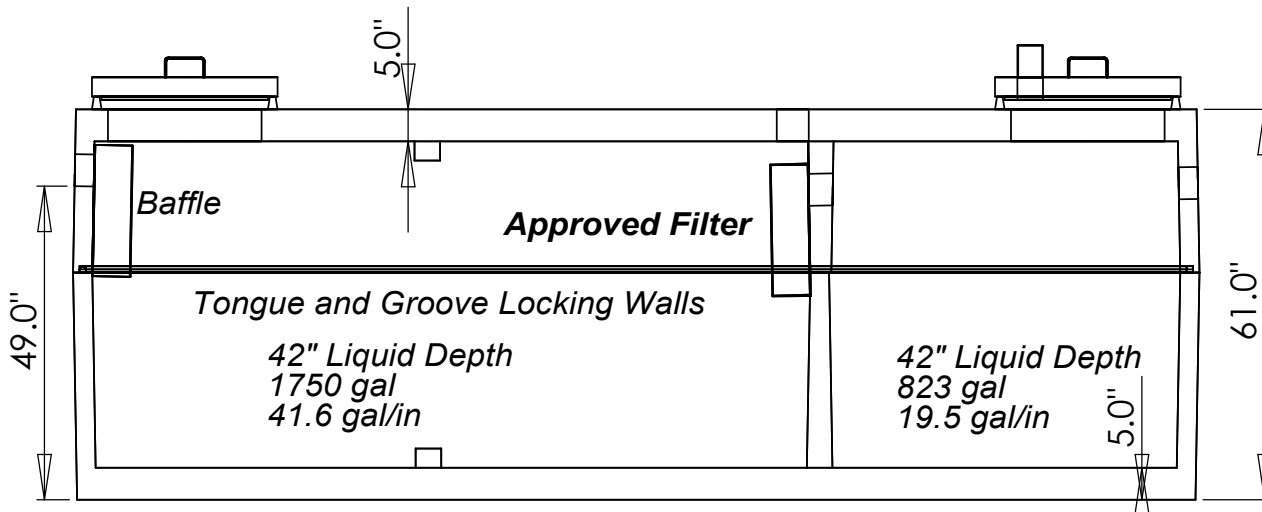 5.0"
Baffle
Approved Filter
Tongue and Groove Locking Walls
49.0"
61.0"
42" Liquid Depth
1750 gal
41.6 gal/in
42" Liquid Depth
823 gal
19.5 gal/in
5.0"